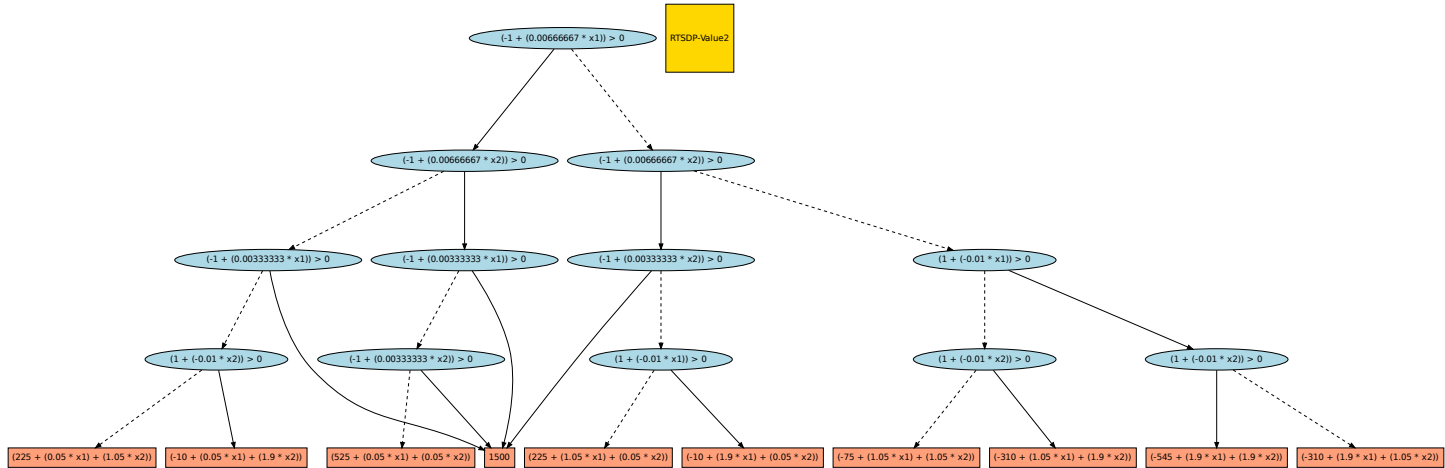 (-1 + (0.00666667 * x1)) > 0
RTSDP-Value2
(-1 + (0.00666667 * x2)) > 0
(-1 + (0.00666667 * x2)) > 0
(-1 + (0.00333333 * x1)) > 0
(-1 + (0.00333333 * x1)) > 0
(-1 + (0.00333333 * x2)) > 0
(1 + (-0.01 * x1)) > 0
(1 + (-0.01 * x2)) > 0
(-1 + (0.00333333 * x2)) > 0
(1 + (-0.01 * x1)) > 0
(1 + (-0.01 * x2)) > 0
(1 + (-0.01 * x2)) > 0
(225 + (0.05 * x1) + (1.05 * x2))
(-10 + (0.05 * x1) + (1.9 * x2))
(525 + (0.05 * x1) + (0.05 * x2))
1500
(225 + (1.05 * x1) + (0.05 * x2))
(-10 + (1.9 * x1) + (0.05 * x2))
(-75 + (1.05 * x1) + (1.05 * x2))
(-310 + (1.05 * x1) + (1.9 * x2))
(-545 + (1.9 * x1) + (1.9 * x2))
(-310 + (1.9 * x1) + (1.05 * x2))